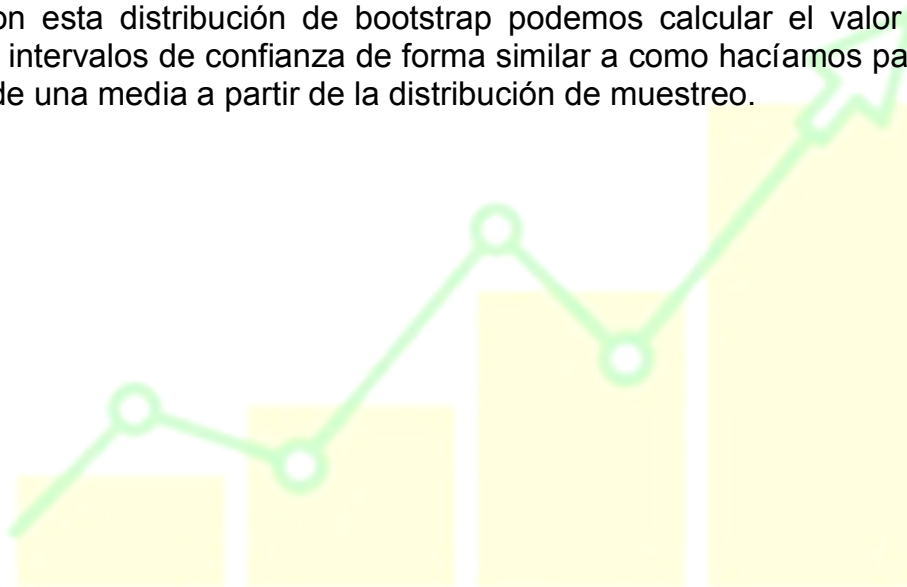 on esta distribución de bootstrap podemos calcular el valor
intervalos de confianza de forma similar a como hacíamos pa
de una media a partir de la distribución de muestreo.